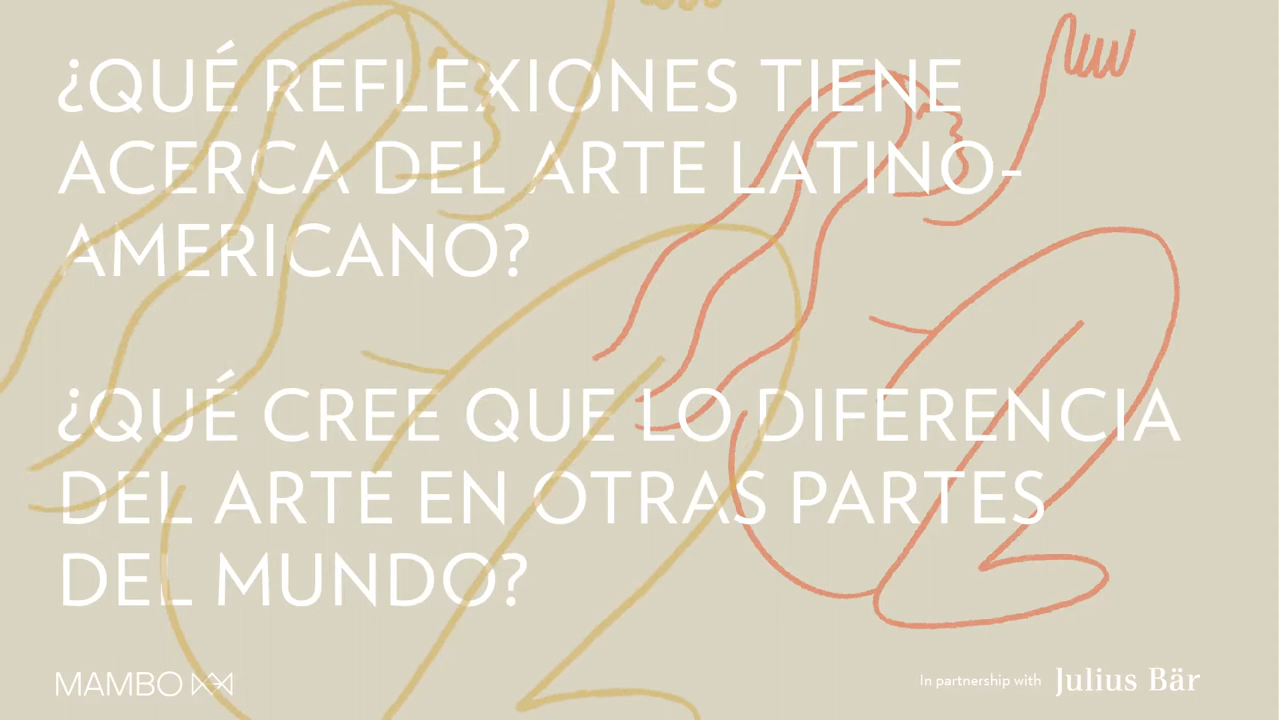 ¿QUÉ REFLEXIONES TIENE
ACERCA DEL ARTE LATINO-
AMERICANO?
¿QUÉ CREE QUE LO DIFERENCIA
DEL ARTE EN OTRAS PARTES
DEL MUNDO?
MAMBO
In partnership with Julius Bär